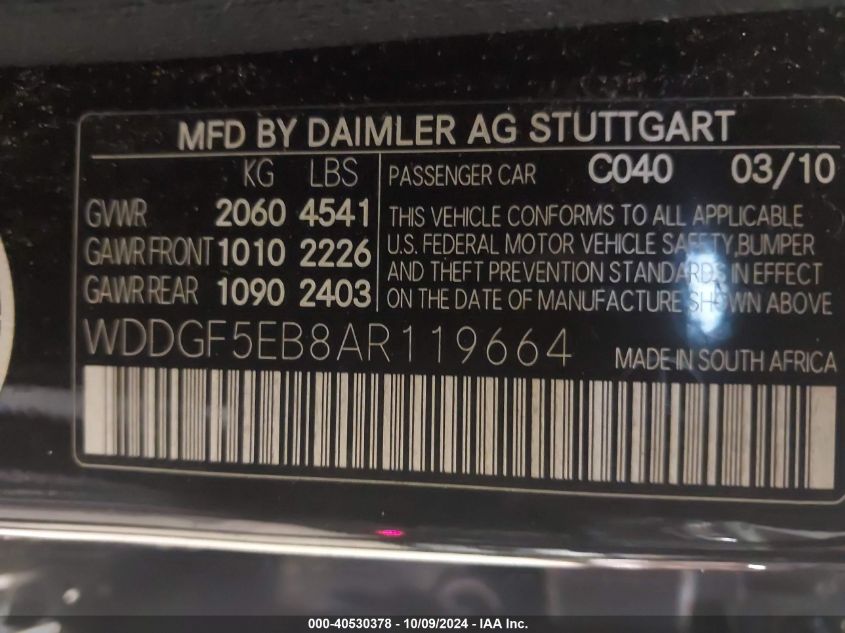 MFD BY DAIMLER AG STUTTGART
KG LBS
GVWR 2060 4541
GAWR FRONT 1010 2226
GAWR REAR 1090 2403
PASSENGER CAR C040 03/10
THIS VEHICLE CONFORMS TO ALL APPLICABLE
U.S. FEDERAL MOTOR VEHICLE SAFETY,BUMPER
AND THEFT PREVENTION STANDARDS IN EFFECT
ON THE DATE OF MANUFACTURE SHOWN ABOVE
WDDGF5EB8AR119664
MADE IN SOUTH AFRICA
000-40530378 - 10/09/2024 - IAA Inc.